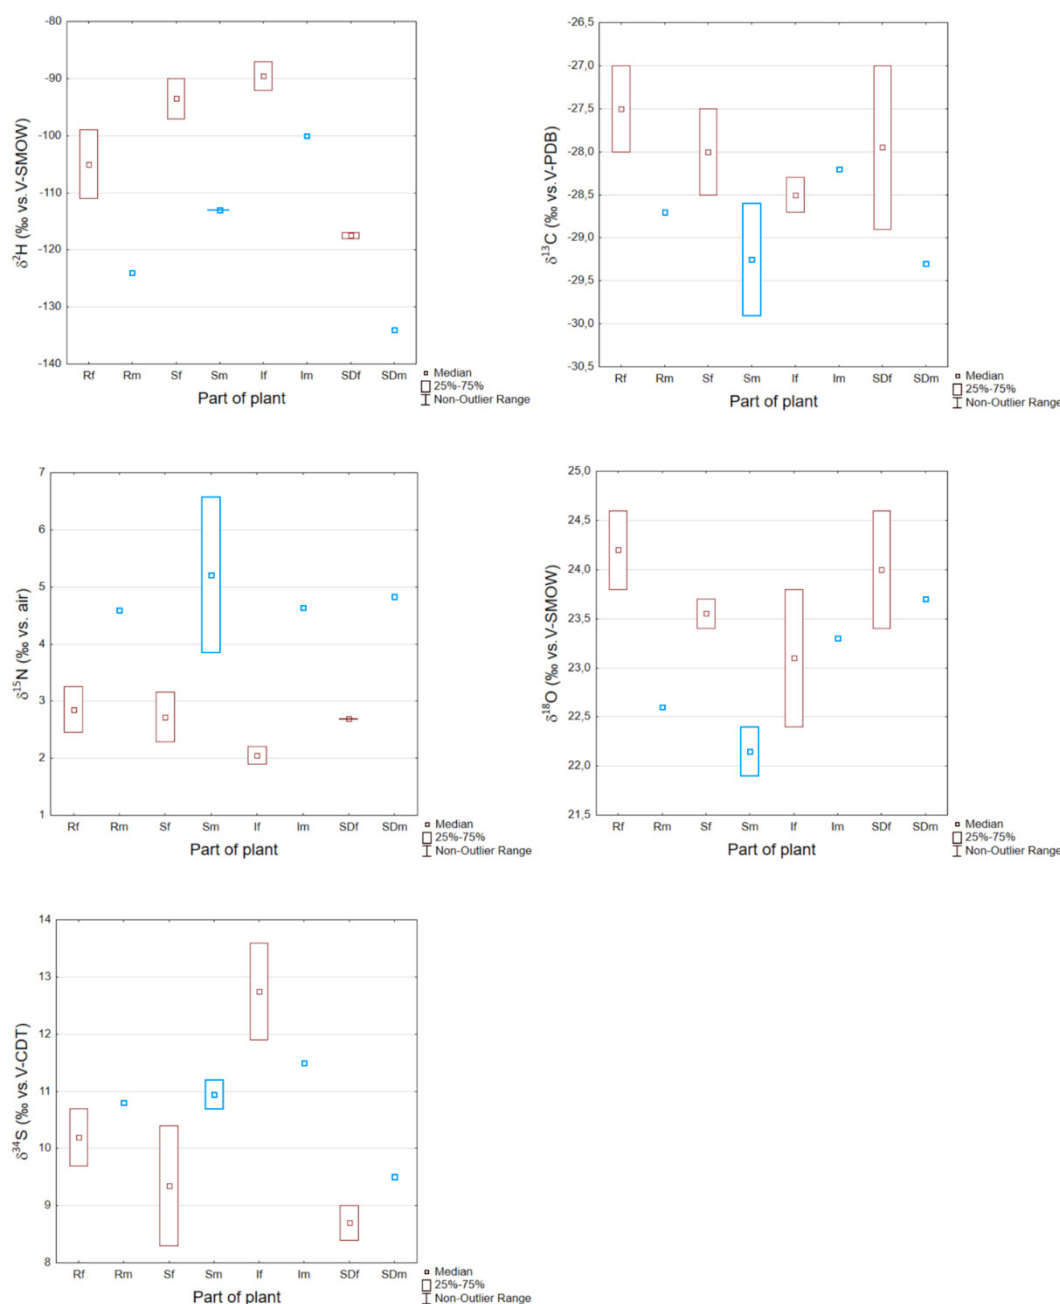 -80
-90
-100
-110
-120
-130
-140
δ²H (‰ vs.V-SMOW)
Rf Rm Sf Sm If Im SDf SDm
Part of plant
Median
25%-75%
Non-Outlier Range
-26,5
-27,0
-27,5
-28,0
-28,5
-29,0
-29,5
-30,0
-30,5
δ¹³C (‰ vs.V-PDB)
Rf Rm Sf Sm If Im SDf SDm
Part of plant
Median
25%-75%
Non-Outlier Range
7
6
5
4
3
2
1
δ¹⁵N (‰ vs. air)
Rf Rm Sf Sm If Im SDf SDm
Part of plant
Median
25%-75%
Non-Outlier Range
25,0
24,5
24,0
23,5
23,0
22,5
22,0
21,5
δ¹⁸O (‰ vs.V-SMOW)
Rf Rm Sf Sm If Im SDf SDm
Part of plant
Median
25%-75%
Non-Outlier Range
14
13
12
11
10
9
8
δ³⁴S (‰ vs.V-CDT)
Rf Rm Sf Sm If Im SDf SDm
Part of plant
Median
25%-75%
Non-Outlier Range